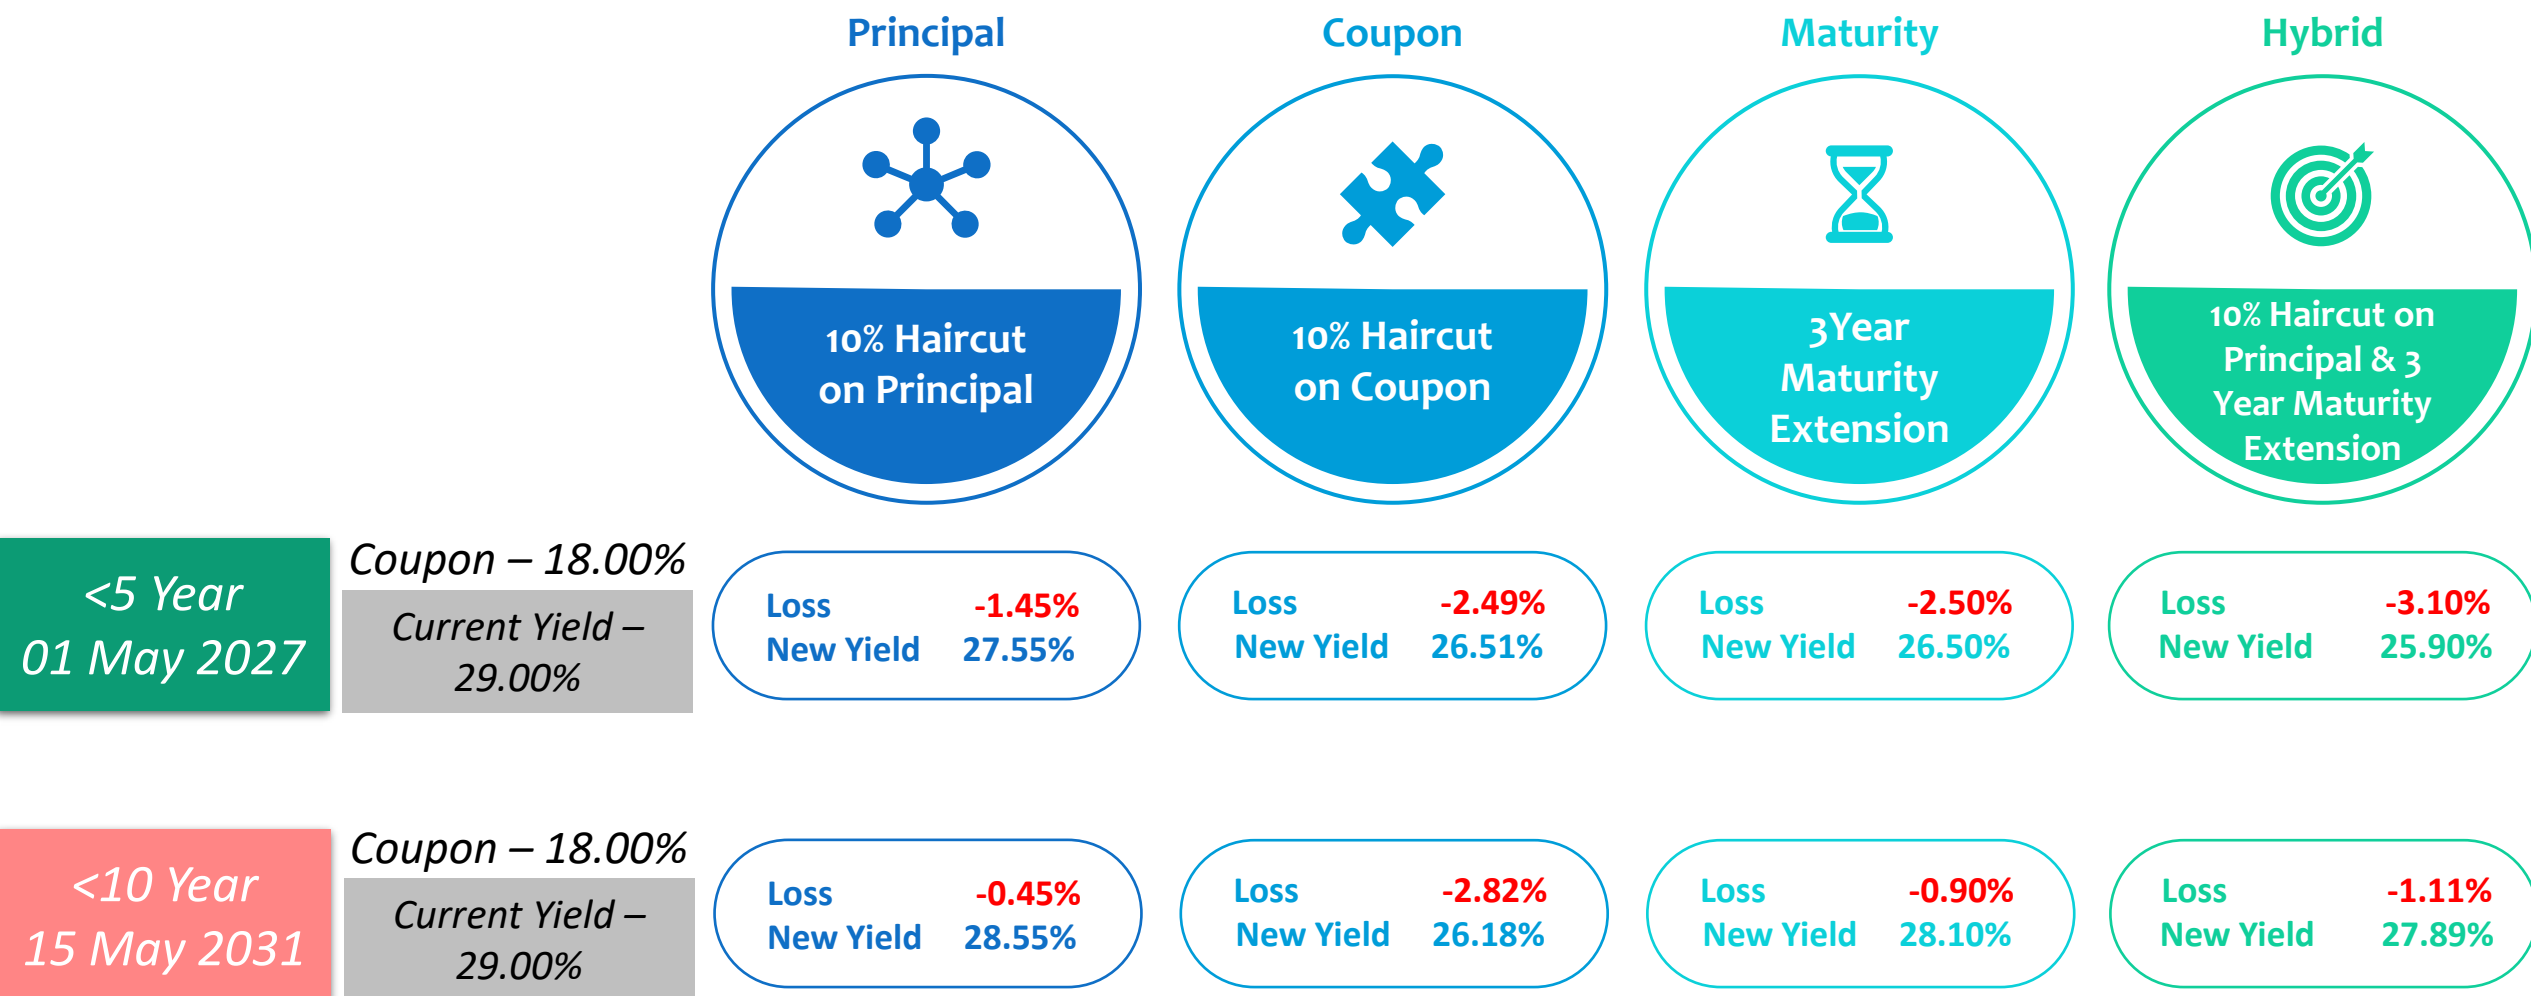 Principal
Coupon
Maturity
Hybrid
10% Haircut
on Principal
10% Haircut
on Coupon
3Year
Maturity
Extension
10% Haircut on
Principal & 3
Year Maturity
Extension
<5 Year
01 May 2027
Coupon – 18.00%
Current Yield –
29.00%
Loss -1.45%
New Yield 27.55%
Loss -2.49%
New Yield 26.51%
Loss -2.50%
New Yield 26.50%
Loss -3.10%
New Yield 25.90%
<10 Year
15 May 2031
Coupon – 18.00%
Current Yield –
29.00%
Loss -0.45%
New Yield 28.55%
Loss -2.82%
New Yield 26.18%
Loss -0.90%
New Yield 28.10%
Loss -1.11%
New Yield 27.89%